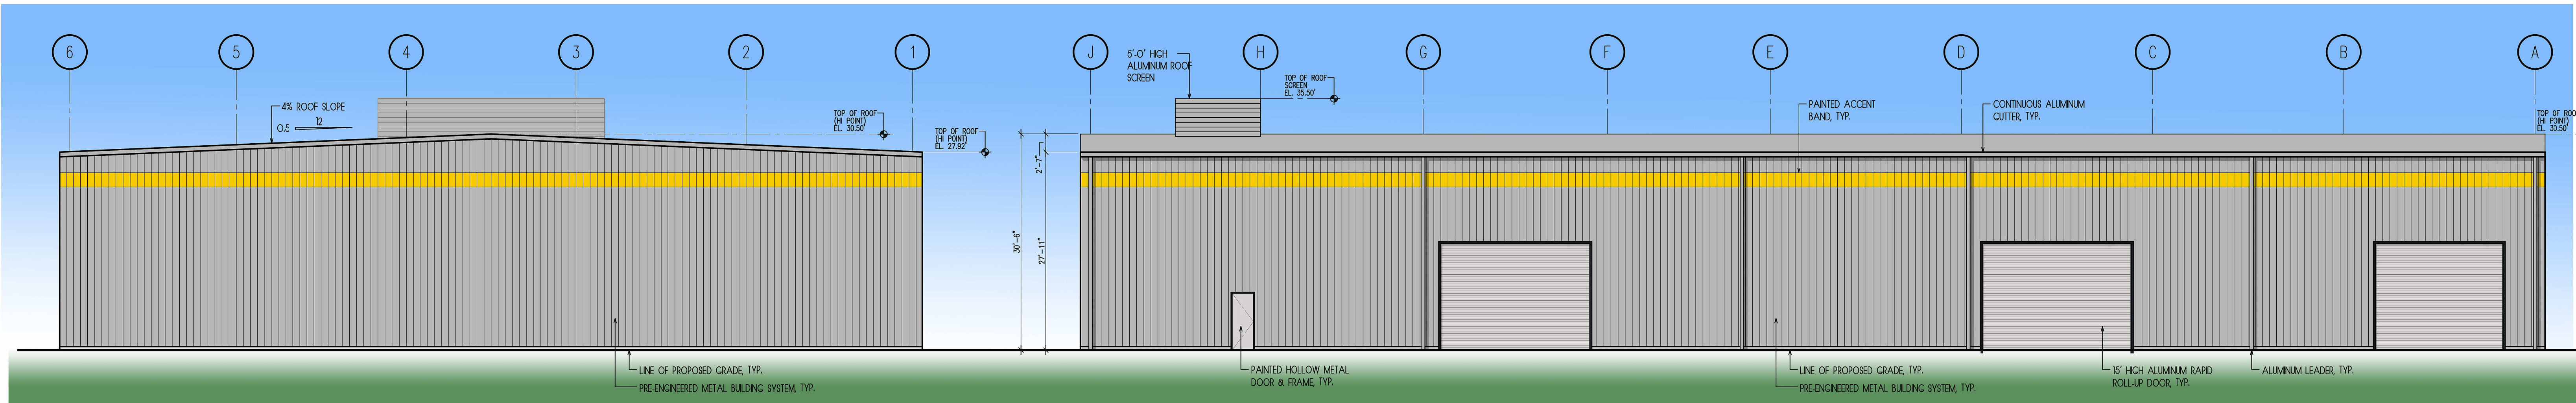 6
5
4
3
2
1
4% ROOF SLOPE
12
0.5
TOP OF ROOF
(HI POINT)
EL. 30.50'
TOP OF ROOF
(HI POINT)
EL. 27.92'
LINE OF PROPOSED GRADE, TYP.
PRE-ENGINEERED METAL BUILDING SYSTEM, TYP.
J
H
G
F
E
D
C
B
A
5'-0" HIGH
ALUMINUM ROOF
SCREEN
TOP OF ROOF
SCREEN
EL. 35.50'
PAINTED ACCENT
BAND, TYP.
CONTINUOUS ALUMINUM
GUTTER, TYP.
TOP OF ROO
(HI POINT)
EL. 30.50'
2'-7"
30'-6"
27'-11"
PAINTED HOLLOW METAL
DOOR & FRAME, TYP.
LINE OF PROPOSED GRADE, TYP.
PRE-ENGINEERED METAL BUILDING SYSTEM, TYP.
15' HIGH ALUMINUM RAPID
ROLL-UP DOOR, TYP.
ALUMINUM LEADER, TYP.